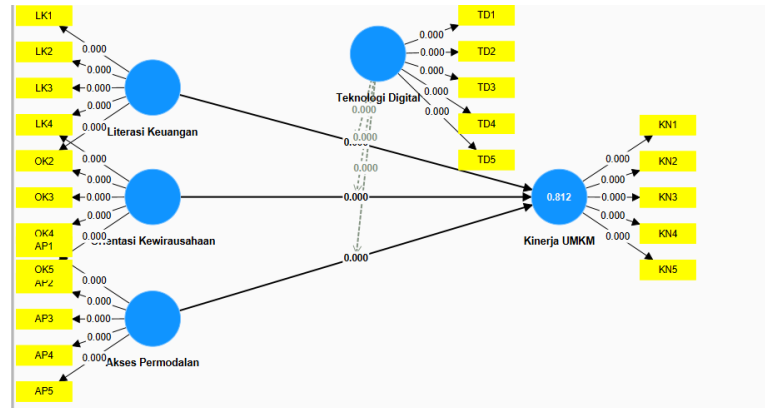 LK1
LK2
LK3
LK4
0.000
0.000
0.000
0.000
0.000
Literasi Keuangan
OK2
OK3
OK4
OK5
0.000
0.000
0.000
0.000
0.000
Orientasi Kewirausahaan
AP1
AP2
AP3
AP4
AP5
0.000
0.000
0.000
0.000
0.000
Akses Permodalan
Teknologi Digital
TD1
TD2
TD3
TD4
TD5
0.000
0.000
0.000
0.000
0.000
0.000
0.000
0.000
0.000
0.000
0.000
0.812
Kinerja UMKM
KN1
KN2
KN3
KN4
KN5
0.000
0.000
0.000
0.000
0.000